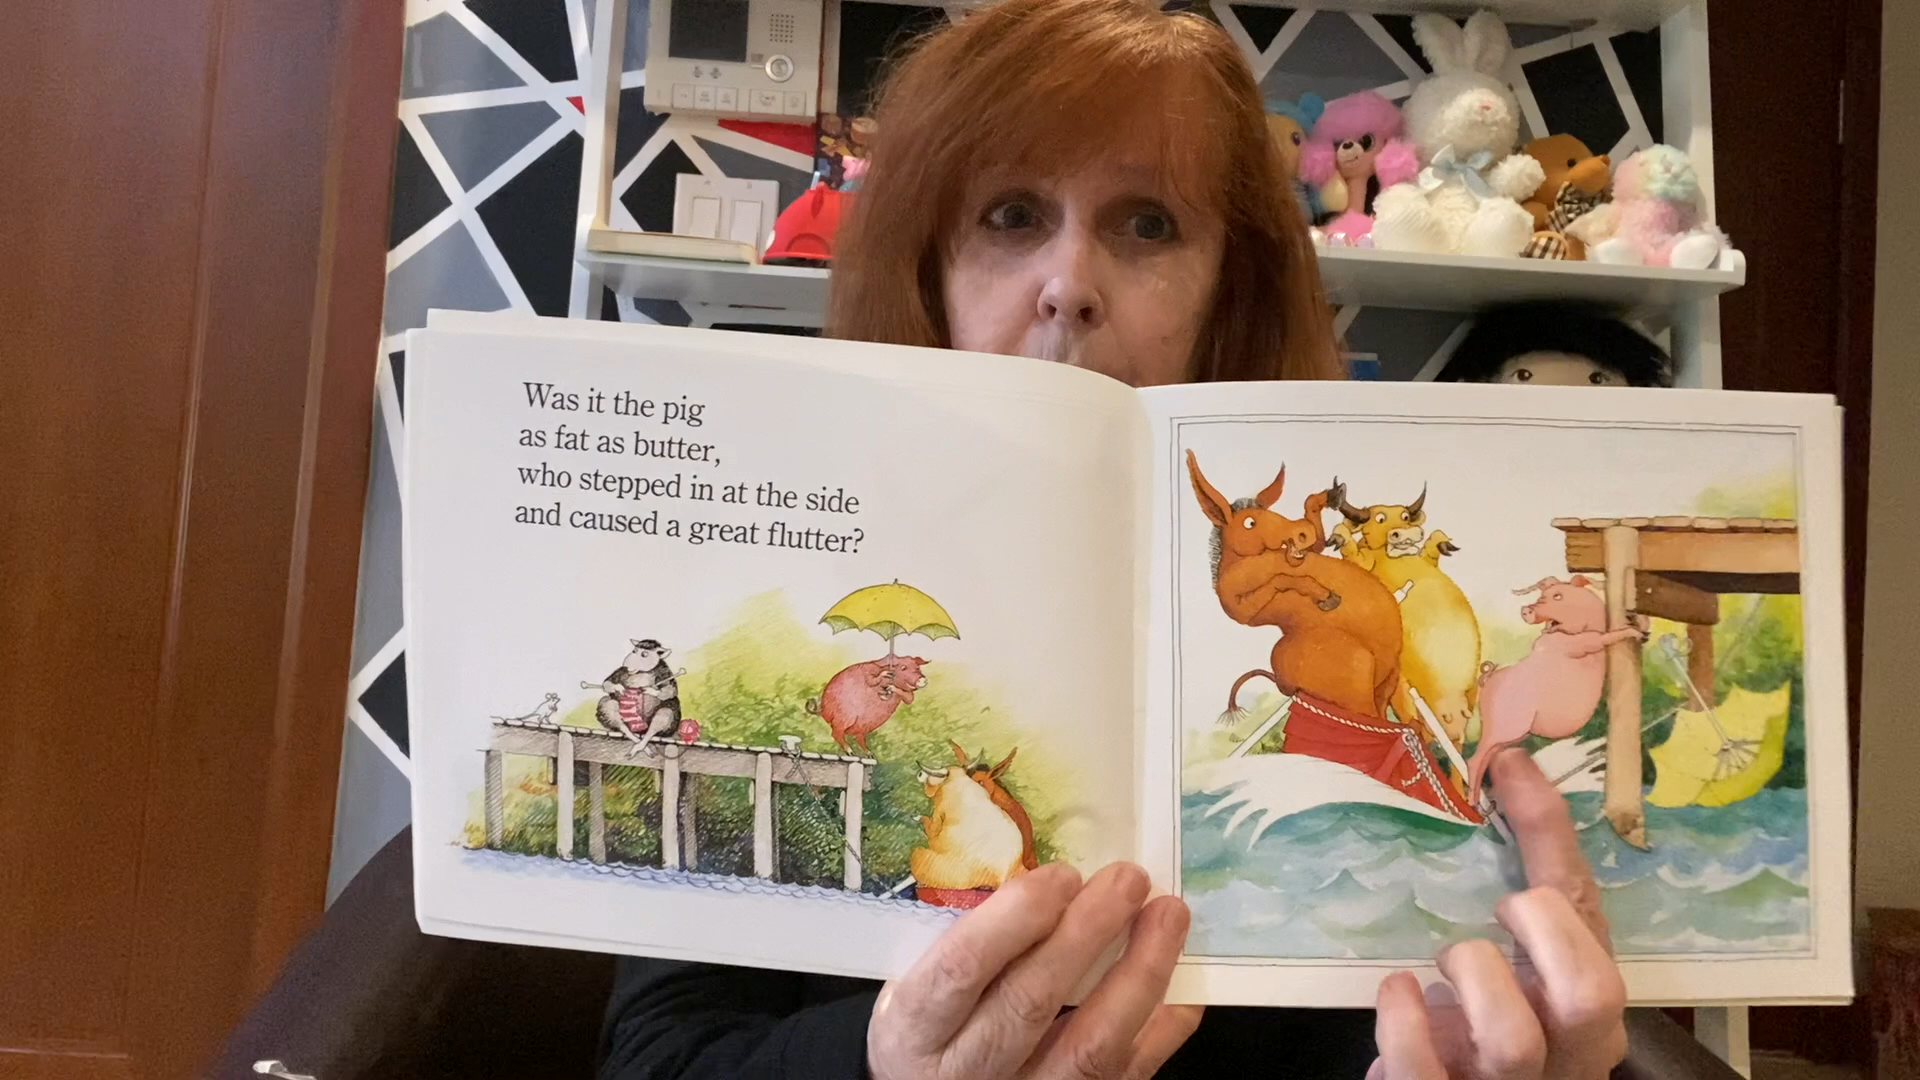 Was it the pig
as fat as butter,
who stepped in at the side
and caused a great flutter?